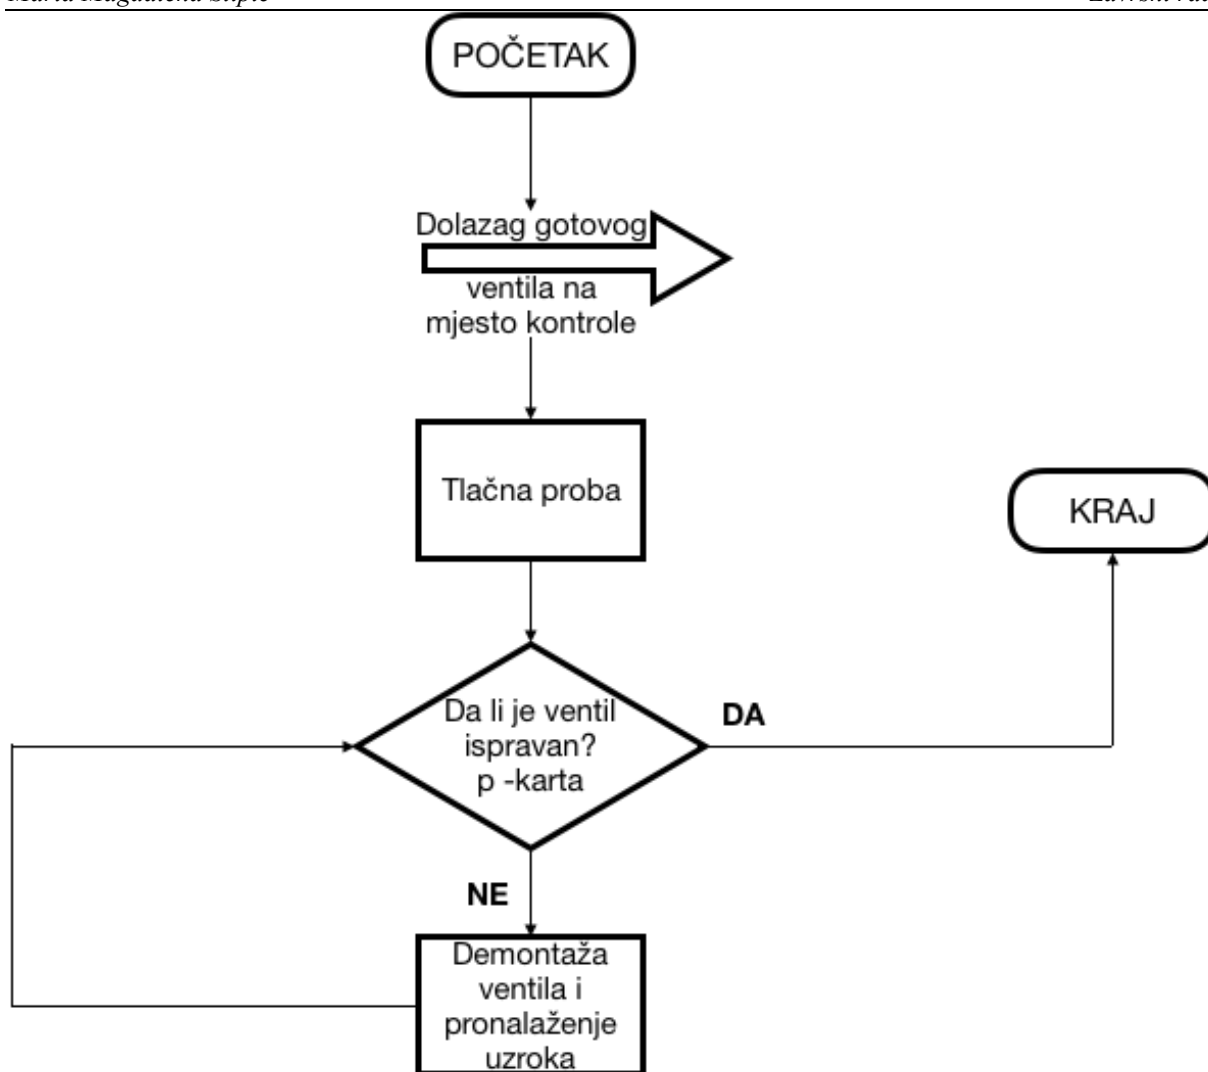 POČETAK
Dolazag gotovog
ventila na
mjesto kontrole
Tlačna proba
KRAJ
Da li je ventil
ispravan?
p -karta
DA
NE
Demontaža
ventila i
pronalaženje
uzroka